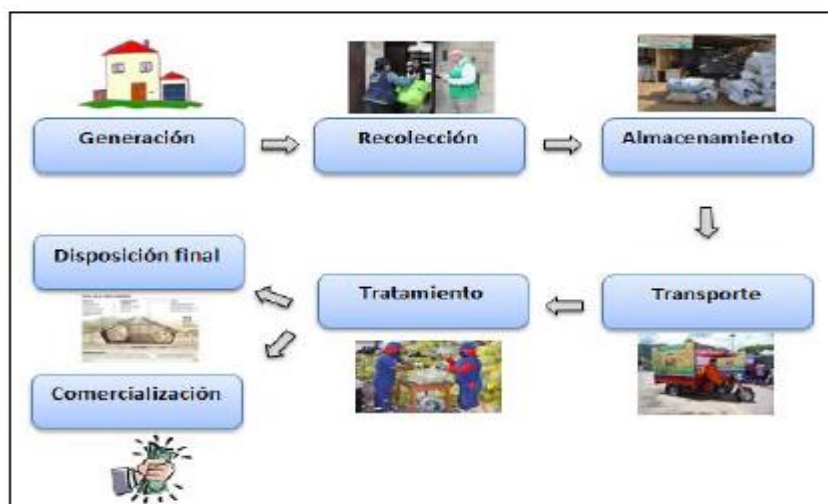 Generación
Recolección
Almacenamiento
Transporte
Tratamiento
Disposición final
Comercialización